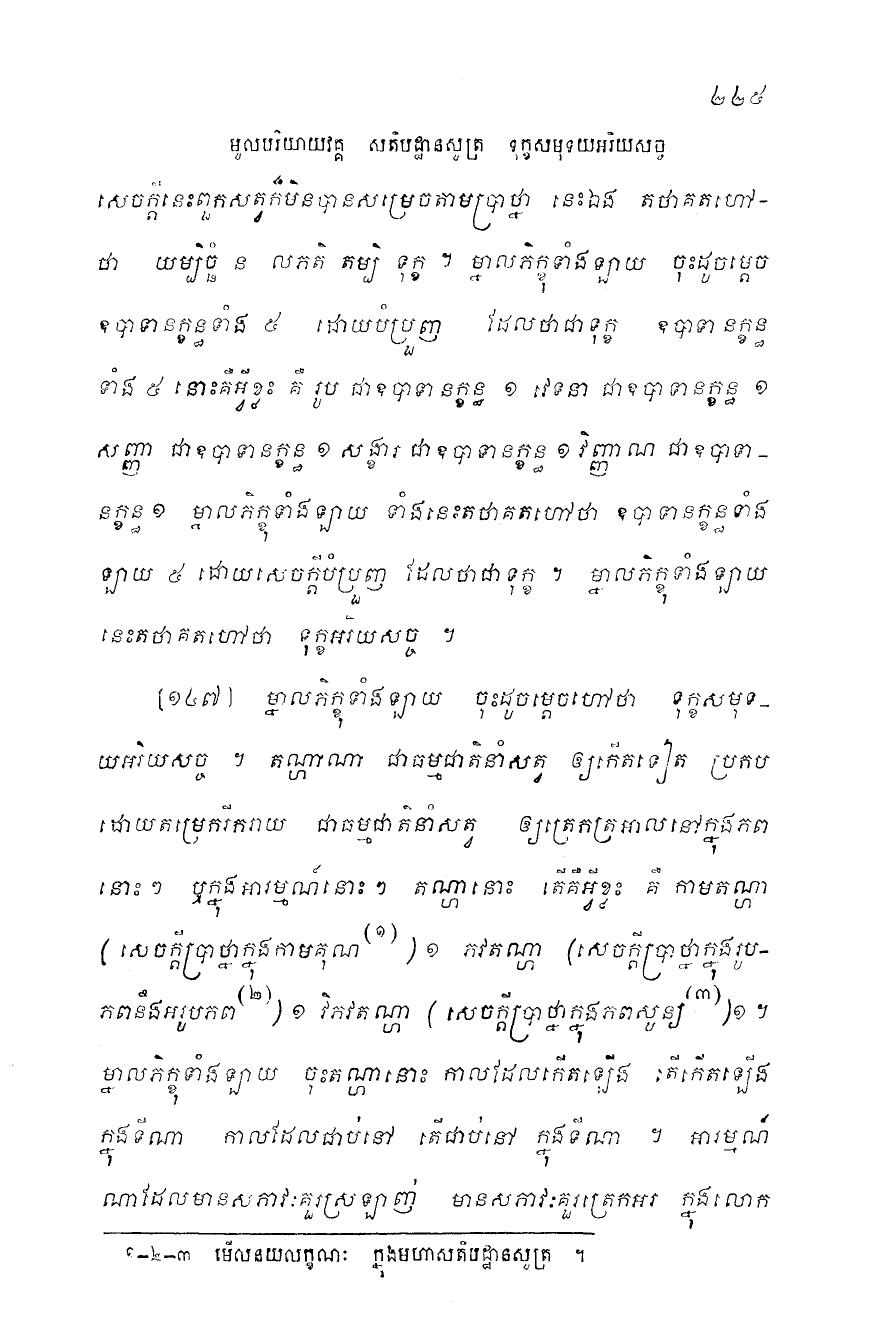 ២២៥
មូលបរិយាយវគ្គ សតិបដ្ឋានសូត្រ ទុក្ខសមុទយអរិយសច្ច
សេចក្តីនេះពួកសត្វក៏មិនបានសម្រេចតាមប្រាថ្នា នេះឯង តថាគតហៅ-
ថា យម្បិច្ឆំ ន លភតិ តម្បិ ទុក្ខ ។ ម្នាលភិក្ខុទាំងឡាយ ចុះដូចម្តេច
ឧបាទានក្ខន្ធទាំង ៥ ដោយបំប្រួញ ដែលថាជាទុក្ខ ឧបាទានក្ខន្ធ
ទាំង ៥ នោះគឺអ្វីខ្លះ គឺ រូប ជាឧបាទានក្ខន្ធ ១ វេទនា ជាឧបាទានក្ខន្ធ ១
សញ្ញា ជាឧបាទានក្ខន្ធ ១ សង្ខារ ជាឧបាទានក្ខន្ធ ១ វិញ្ញាណ ជាឧបាទា-
នក្ខន្ធ ១ ម្នាលភិក្ខុទាំងឡាយ ទាំងនេះតថាគតហៅថា ឧបាទានក្ខន្ធទាំង
ឡាយ ៥ ដោយសេចក្តីបំប្រួញ ដែលថាជាទុក្ខ ។ ម្នាលភិក្ខុទាំងឡាយ
នេះតថាគតហៅថា ទុក្ខអរិយសច្ច ។
[១៤៧] ម្នាលភិក្ខុទាំងឡាយ ចុះដូចម្តេចហៅថា ទុក្ខសមុទ-
យអរិយសច្ច ។ តណ្ហាណា ជាធម្មជាតិនាំសត្វ ឲ្យកើតទៀត ប្រកប
ដោយតម្រេករីករាយ ជាធម្មជាតិនាំសត្វ ឲ្យត្រេកត្រអាលនៅក្នុងភព
នោះៗ ឬក្នុងអារម្មណ៍នោះៗ តណ្ហានោះ តើគឺអ្វីខ្លះ គឺ កាមតណ្ហា
(សេចក្តីប្រាថ្នាក្នុងកាមគុណ(១)) ១ ភវតណ្ហា (សេចក្តីប្រាថ្នាក្នុងរូប-
ភពនឹងអរូបភព(២)) ១ វិភវតណ្ហា (សេចក្តីប្រាថ្នាក្នុងភពសូន្យ(៣))១ ។
ម្នាលភិក្ខុទាំងឡាយ ចុះតណ្ហានោះ កាលដែលកើតឡើង តើកើតឡើង
ក្នុងទីណា កាលដែលជាប់នៅ តើជាប់នៅ ក្នុងទីណា ។ អារម្មណ៍
ណាដែលមានសភាវៈគួរស្រឡាញ់ មានសភាវៈគួរត្រេកអរ ក្នុងលោក
១-២-៣ មើលនយលក្ខណៈ ក្នុងមហាសតិបដ្ឋានសូត្រ ។